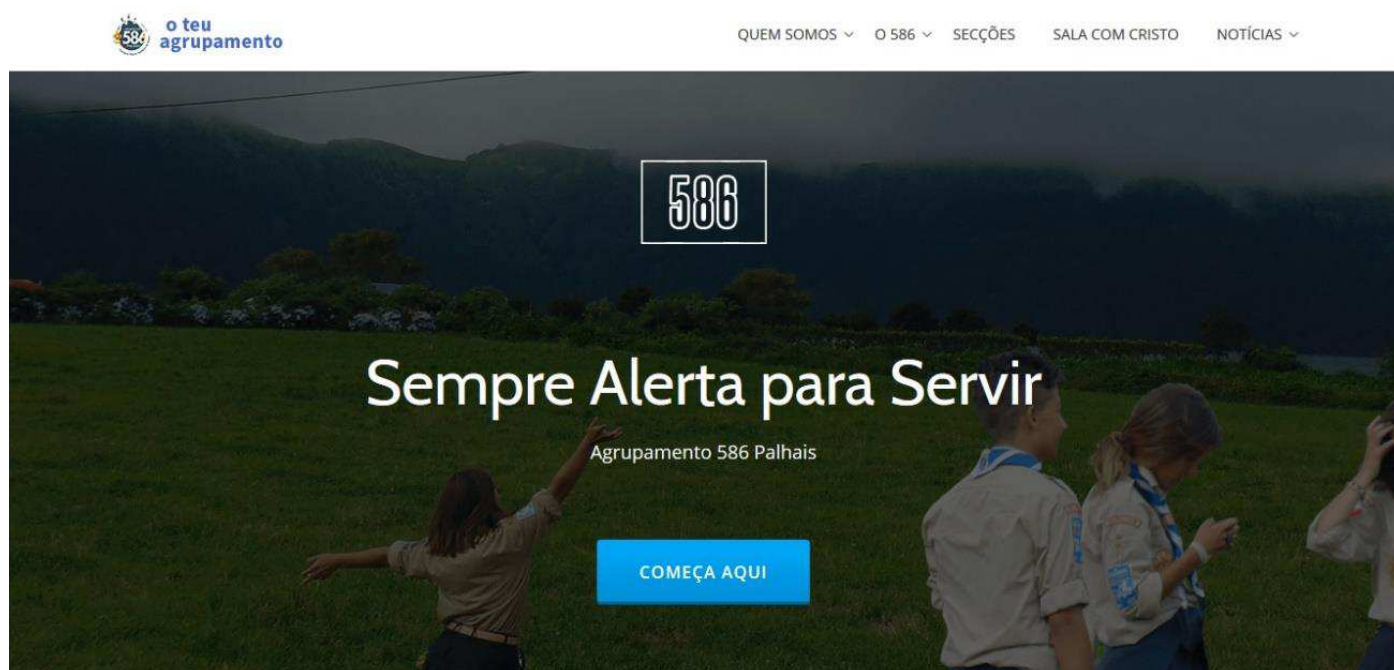 586
o teu
agrupamento
QUEM SOMOS
O 586
SECÇÕES
SALA COM CRISTO
NOTÍCIAS
586
Sempre Alerta para Servir
Agrupamento 586 Palhais
COMEÇA AQUI